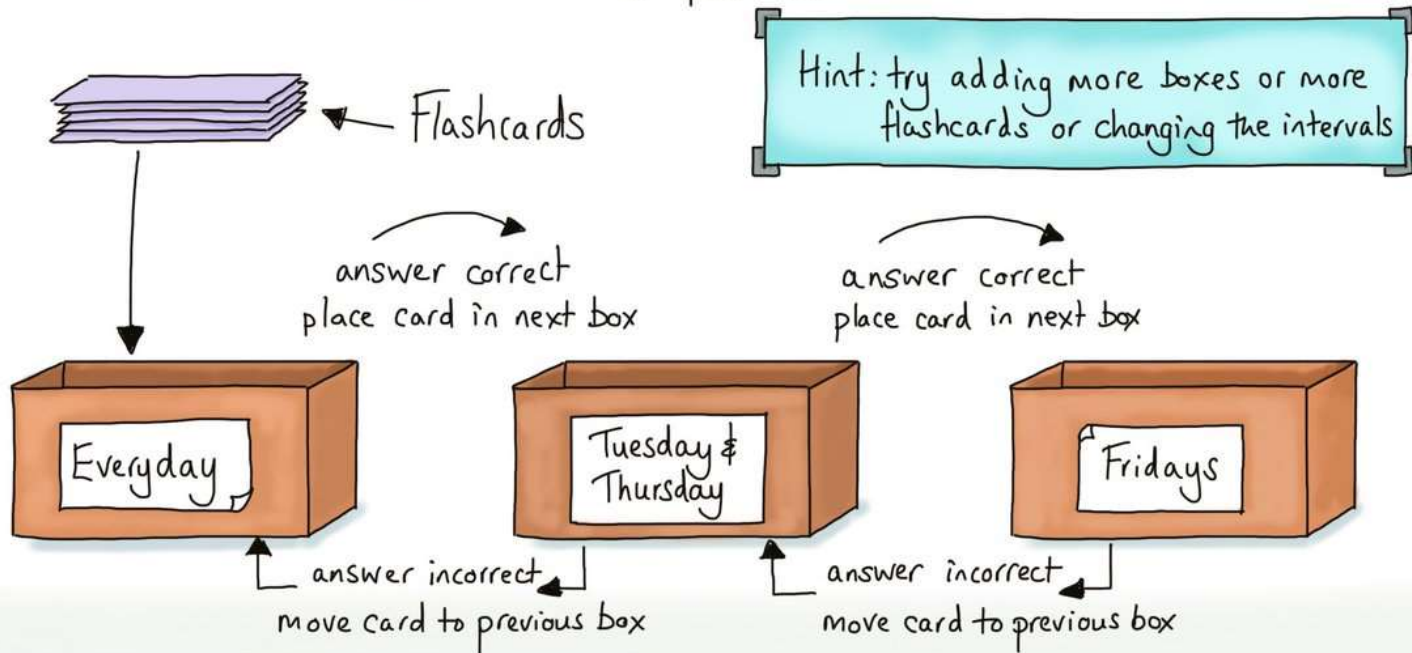 Flashcards
Hint: try adding more boxes or more
flashcards or changing the intervals
answer correct
place card in next box
answer correct
place card in next box
Everyday
Tuesday &
Thursday
Fridays
answer incorrect
move card to previous box
answer incorrect
move card to previous box